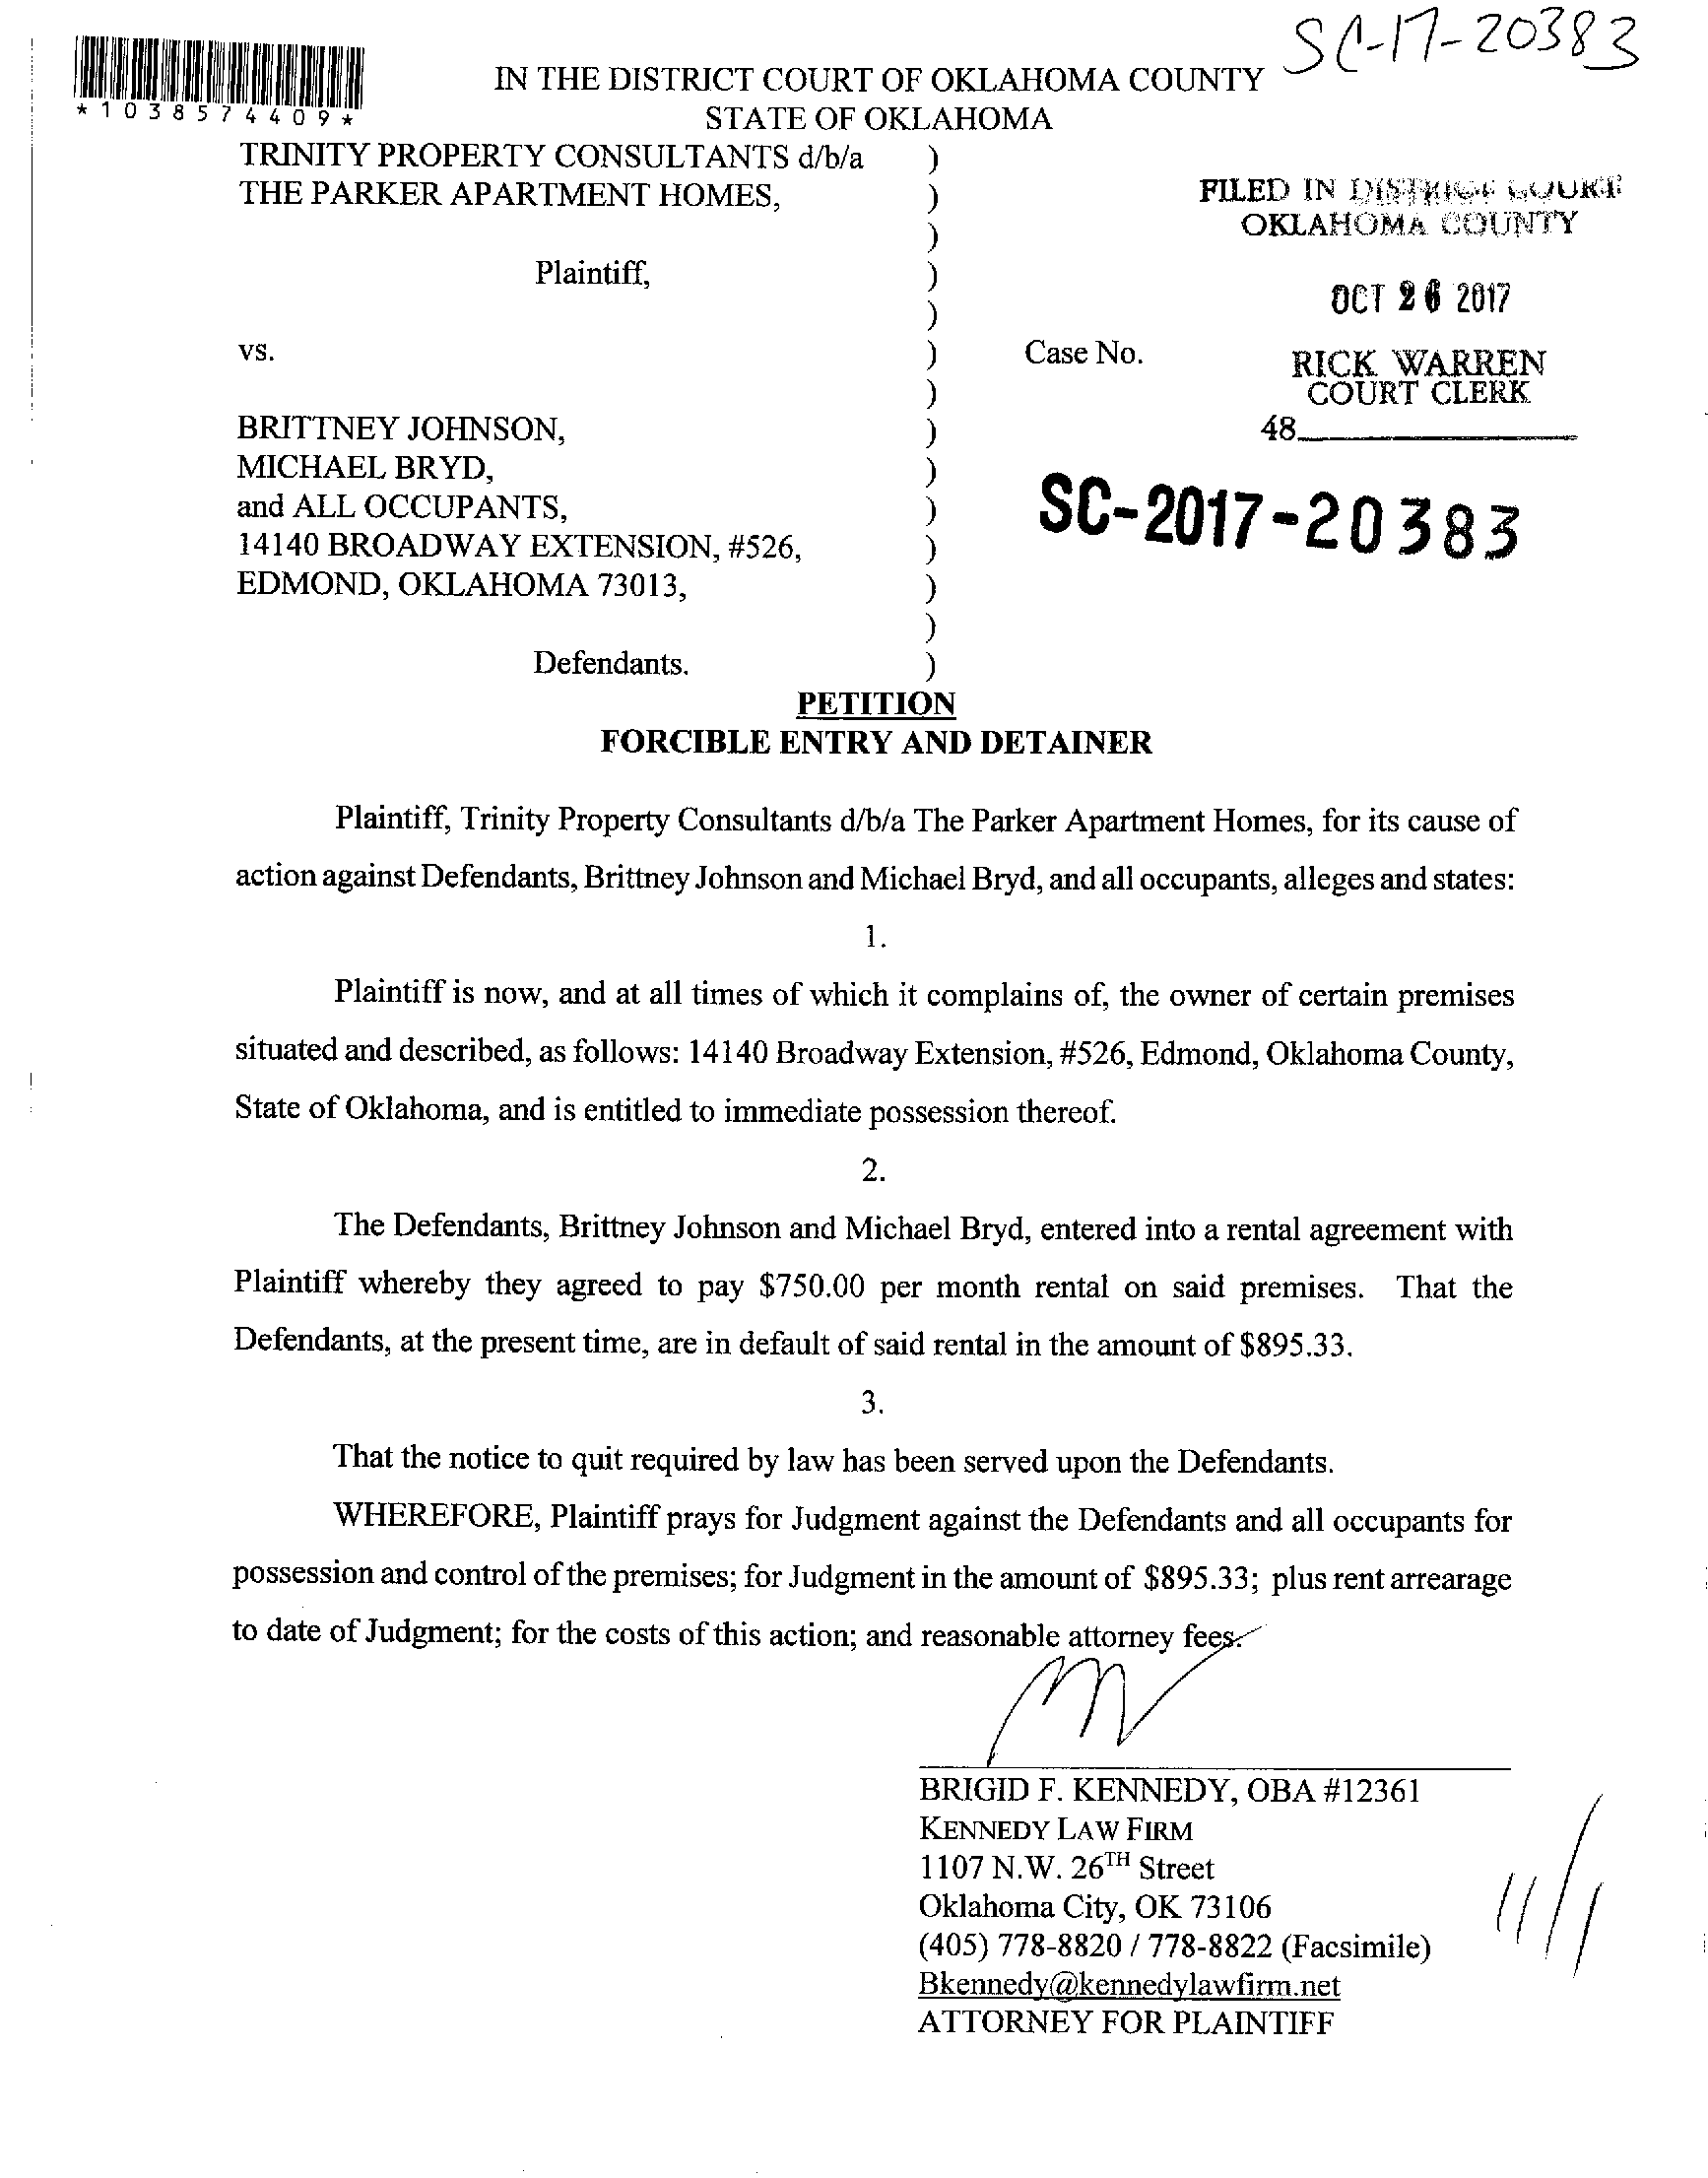 SC-17-20383
*1038574409*
IN THE DISTRICT COURT OF OKLAHOMA COUNTY
STATE OF OKLAHOMA
TRINITY PROPERTY CONSULTANTS d/b/a )
THE PARKER APARTMENT HOMES, )
)
Plaintiff, )
)
vs. ) Case No.
)
BRITTNEY JOHNSON, )
MICHAEL BRYD, )
and ALL OCCUPANTS, )
14140 BROADWAY EXTENSION, #526, )
EDMOND, OKLAHOMA 73013, )
)
Defendants. )
FILED IN DISTRICT COURT
OKLAHOMA COUNTY
OCT 26 2017
RICK WARREN
COURT CLERK
48
SC-2017-20383
PETITION
FORCIBLE ENTRY AND DETAINER
Plaintiff, Trinity Property Consultants d/b/a The Parker Apartment Homes, for its cause of
action against Defendants, Brittney Johnson and Michael Bryd, and all occupants, alleges and states:
1.
Plaintiff is now, and at all times of which it complains of, the owner of certain premises
situated and described, as follows: 14140 Broadway Extension, #526, Edmond, Oklahoma County,
State of Oklahoma, and is entitled to immediate possession thereof.
2.
The Defendants, Brittney Johnson and Michael Bryd, entered into a rental agreement with
Plaintiff whereby they agreed to pay $750.00 per month rental on said premises. That the
Defendants, at the present time, are in default of said rental in the amount of $895.33.
3.
That the notice to quit required by law has been served upon the Defendants.
WHEREFORE, Plaintiff prays for Judgment against the Defendants and all occupants for
possession and control of the premises; for Judgment in the amount of $895.33; plus rent arrearage
to date of Judgment; for the costs of this action; and reasonable attorney fees.
BRIGID F. KENNEDY, OBA #12361
KENNEDY LAW FIRM
1107 N.W. 26TH Street
Oklahoma City, OK 73106
(405) 778-8820 / 778-8822 (Facsimile)
Bkennedy@kennedylawfirm.net
ATTORNEY FOR PLAINTIFF
11/1